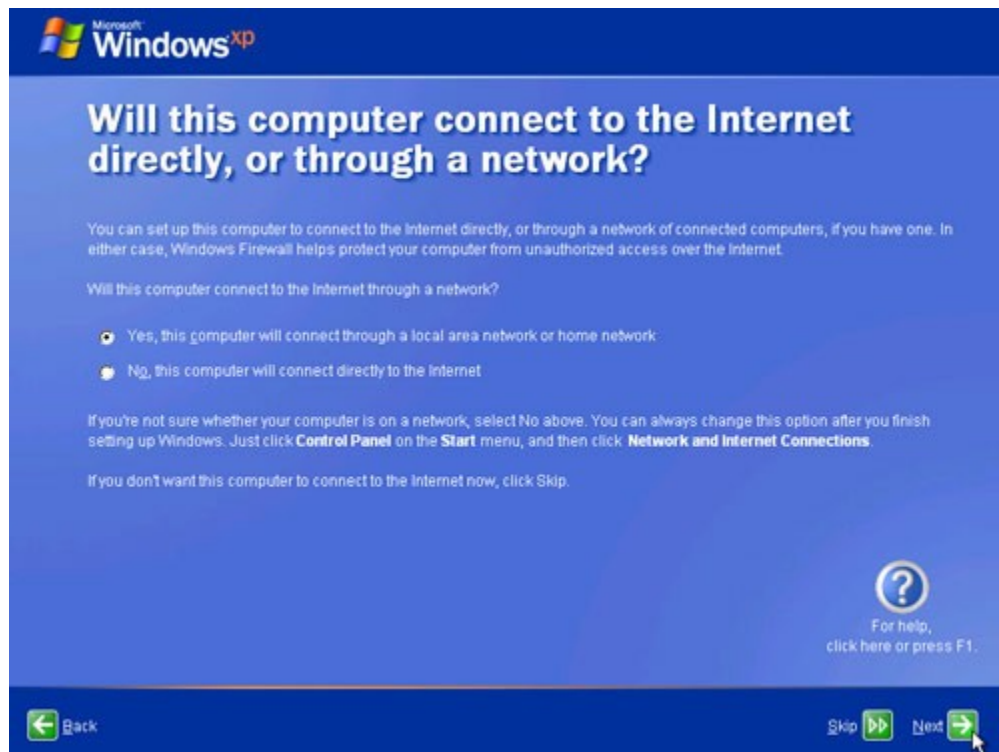 Microsoft
Windows xp
Will this computer connect to the Internet
directly, or through a network?
You can set up this computer to connect to the Internet directly, or through a network of connected computers, if you have one. In
either case, Windows Firewall helps protect your computer from unauthorized access over the Internet.
Will this computer connect to the Internet through a network?
Yes, this computer will connect through a local area network or home network
No, this computer will connect directly to the Internet
If you're not sure whether your computer is on a network, select No above. You can always change this option after you finish
setting up Windows. Just click Control Panel on the Start menu, and then click Network and Internet Connections.
If you don't want this computer to connect to the Internet now, click Skip.
For help,
click here or press F1.
Back
Skip
Next